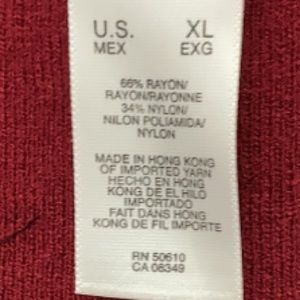 U.S. XL
MEX EXG
66% RAYON/
RAYON/RAYONNE
34% NYLON/
NILON POLIAMIDA/
NYLON
MADE IN HONG KONG
OF IMPORTED YARN
HECHO EN HONG
KONG DE EL HILO
IMPORTADO
FAIT DANS HONG
KONG DE FIL IMPORTE
RN 50610
CA 08349